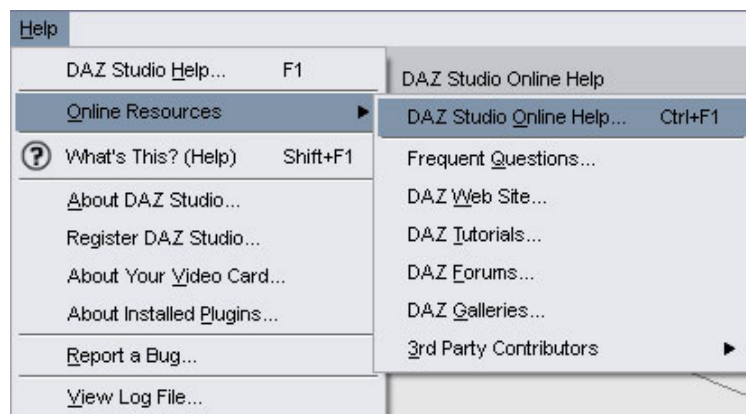 Help
DAZ Studio Help... F1
Online Resources
What's This? (Help) Shift+F1
About DAZ Studio...
Register DAZ Studio...
About Your Video Card...
About Installed Plugins...
Report a Bug...
View Log File...
DAZ Studio Online Help
DAZ Studio Online Help... Ctrl+F1
Frequent Questions...
DAZ Web Site...
DAZ Tutorials...
DAZ Forums...
DAZ Galleries...
3rd Party Contributors